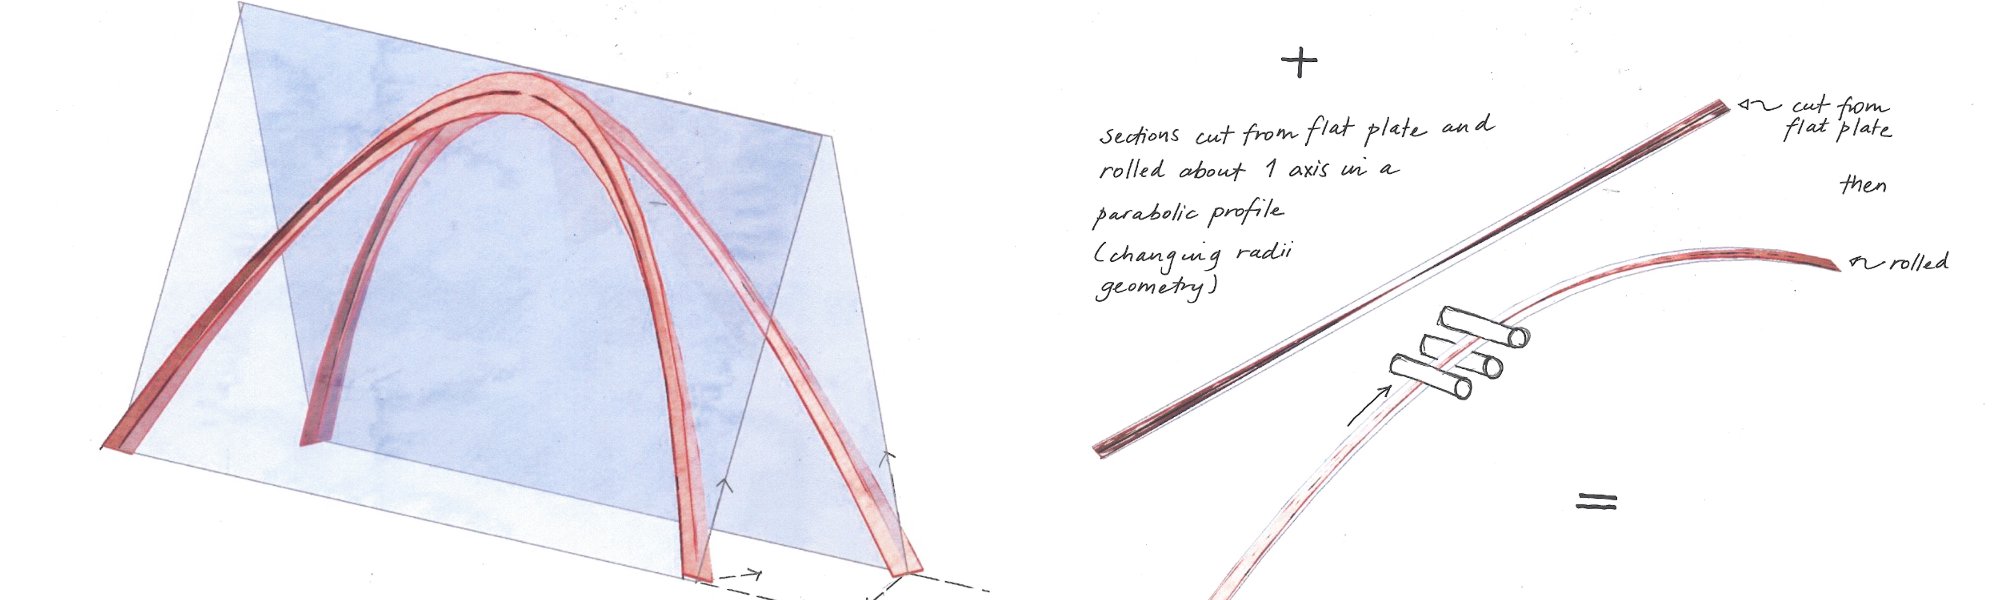 +
sections cut from flat plate and
rolled about 1 axis in a
parabolic profile
(changing radii
geometry)
cut from
flat plate
then
rolled
=